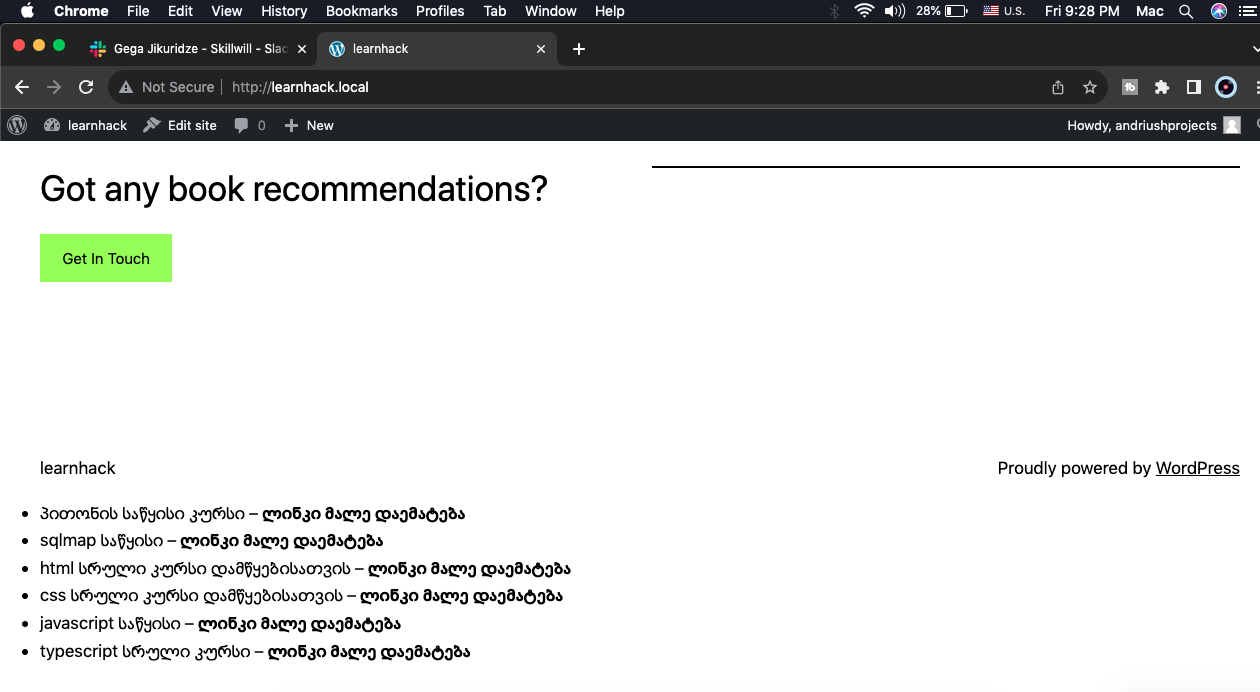 Chrome File Edit View History Bookmarks Profiles Tab Window Help 28% U.S. Fri 9:28 PM Mac
Gega Jikuridze - Skillwill - Slac learnhack
Not Secure http://learnhack.local
learnhack Edit site 0 New Howdy, andriushprojects
Got any book recommendations?
Get In Touch
learnhack Proudly powered by WordPress
პითონის საწყისი კურსი – ლინკი მალე დაემატება
sqlmap საწყისი – ლინკი მალე დაემატება
html სრული კურსი დამწყებისათვის – ლინკი მალე დაემატება
css სრული კურსი დამწყებისათვის – ლინკი მალე დაემატება
javascript საწყისი – ლინკი მალე დაემატება
typescript სრული კურსი – ლინკი მალე დაემატება